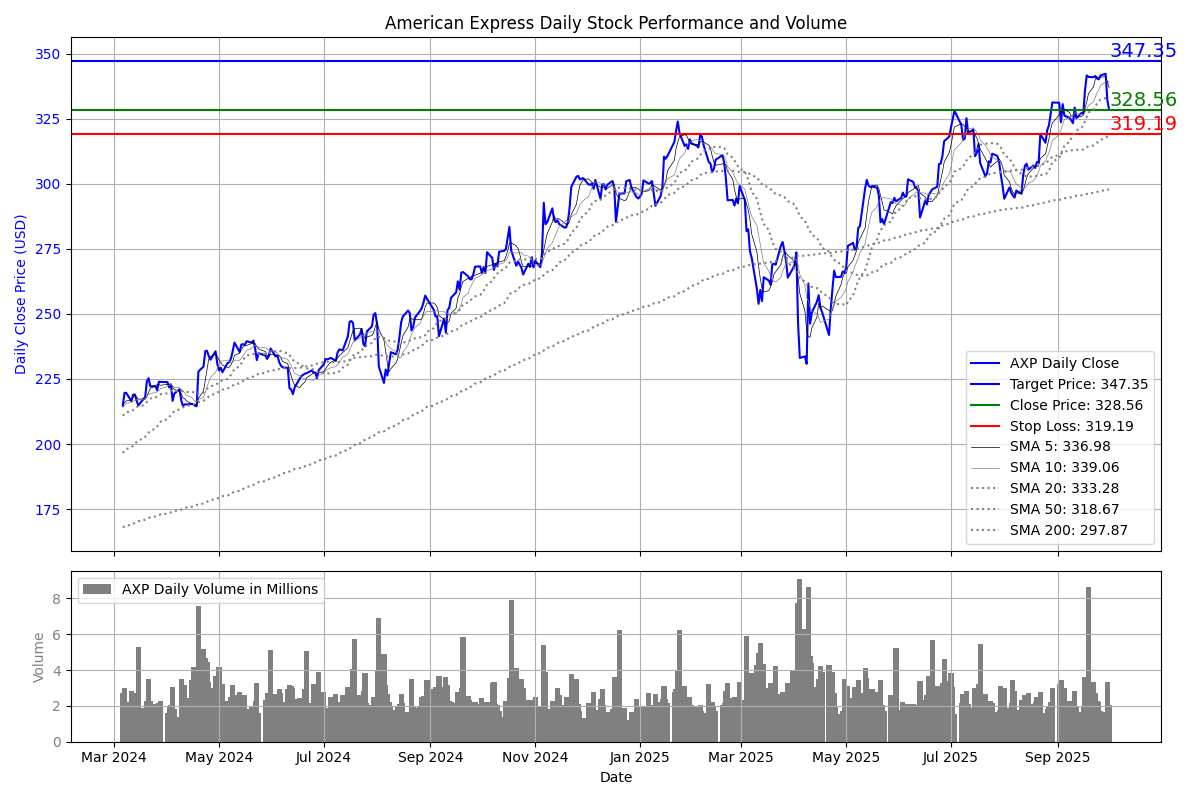 American Express Daily Stock Performance and Volume
350
325
300
275
250
225
200
175
Daily Close Price (USD)
347.35
328.56
319.19
AXP Daily Close
Target Price: 347.35
Close Price: 328.56
Stop Loss: 319.19
SMA 5: 336.98
SMA 10: 339.06
SMA 20: 333.28
SMA 50: 318.67
SMA 200: 297.87
AXP Daily Volume in Millions
8
6
4
2
0
Volume
Mar 2024
May 2024
Jul 2024
Sep 2024
Nov 2024
Jan 2025
Mar 2025
May 2025
Jul 2025
Sep 2025
Date